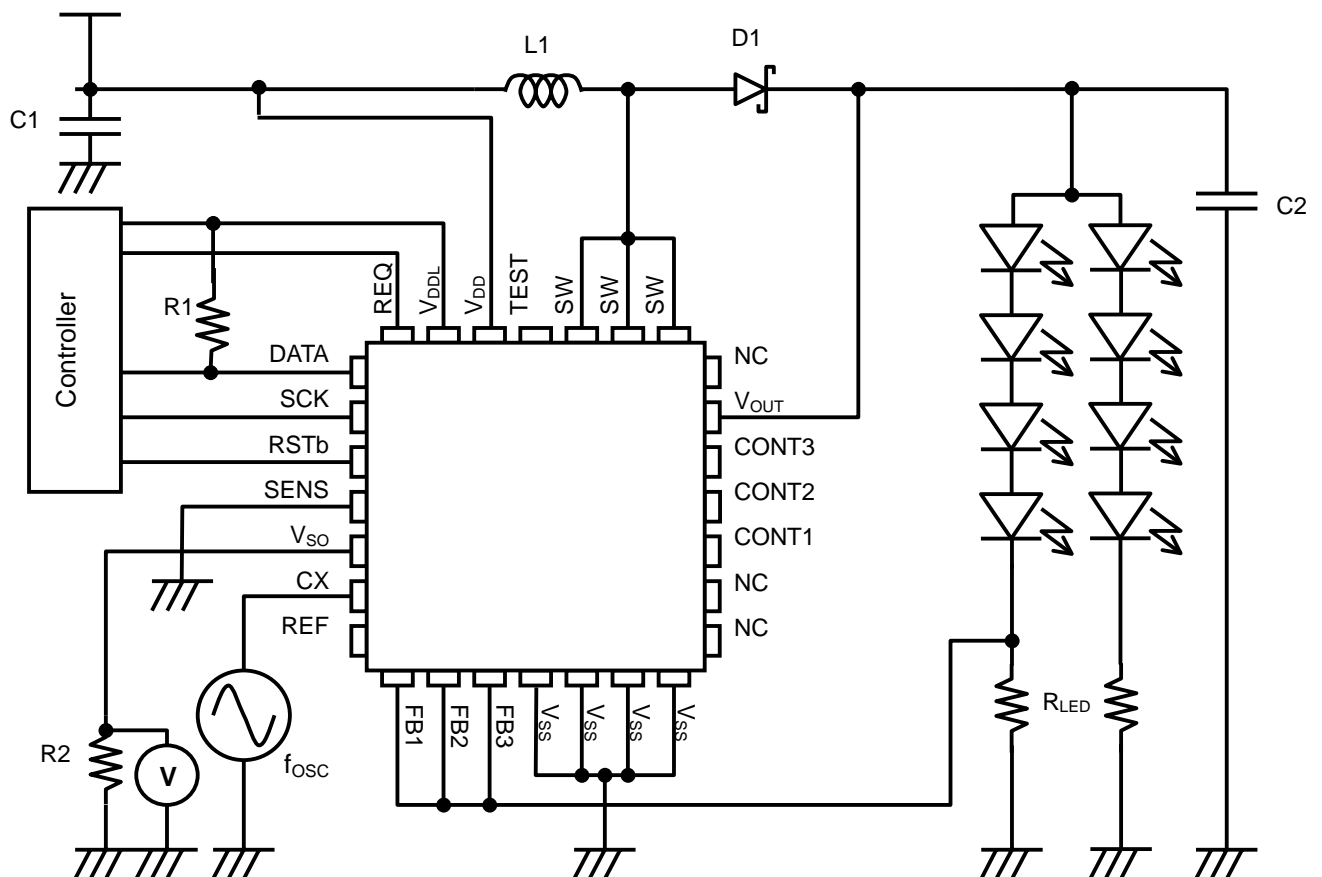 L1
D1
C1
C2
Controller
R1
REQ
VDDL
VDD
TEST
SW
SW
SW
DATA
SCK
RSTb
SENS
VSO
CX
REF
NC
VOUT
CONT3
CONT2
CONT1
NC
NC
FB1
FB2
FB3
VSS
VSS
VSS
VSS
RLED
R2
V
fOSC